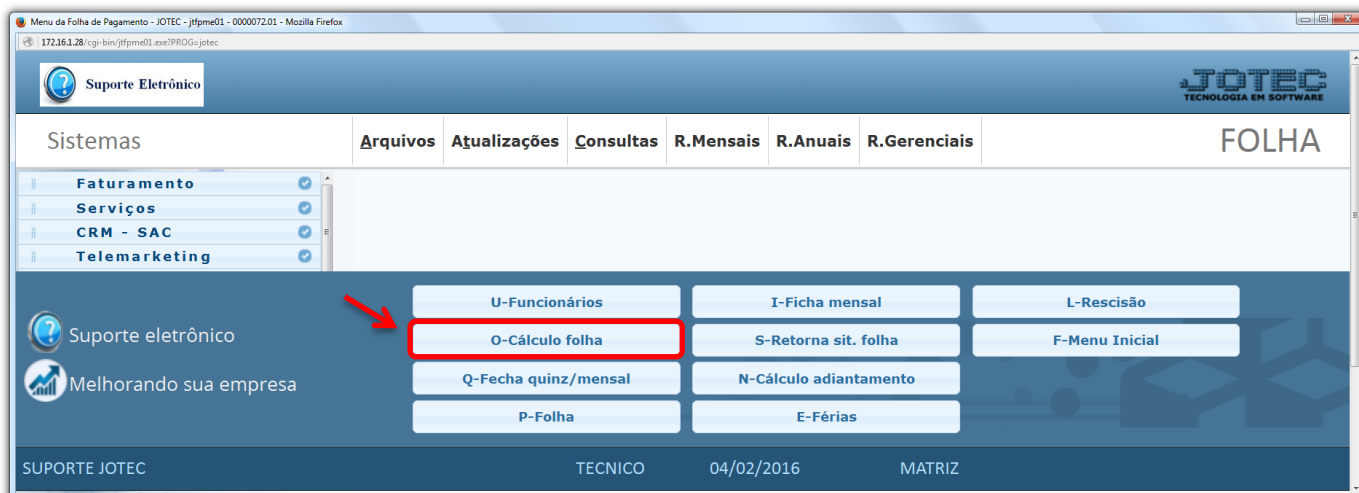 Menu da Folha de Pagamento - JOTEC - jtfpme01 - 0000072.01 - Mozilla Firefox
172.16.1.28/cgi-bin/jtfpme01.exe?PROG=jotec
Suporte Eletrônico
JOTEC
TECNOLOGIA EM SOFTWARE
Sistemas
Arquivos Atualizações Consultas R.Mensais R.Anuais R.Gerenciais
FOLHA
Faturamento
Serviços
CRM - SAC
Telemarketing
U-Funcionários I-Ficha mensal L-Rescisão
Suporte eletrônico
O-Cálculo folha S-Retorna sit. folha F-Menu Inicial
Melhorando sua empresa
Q-Fecha quinz/mensal N-Cálculo adiantamento
P-Folha E-Férias
SUPORTE JOTEC TECNICO 04/02/2016 MATRIZ